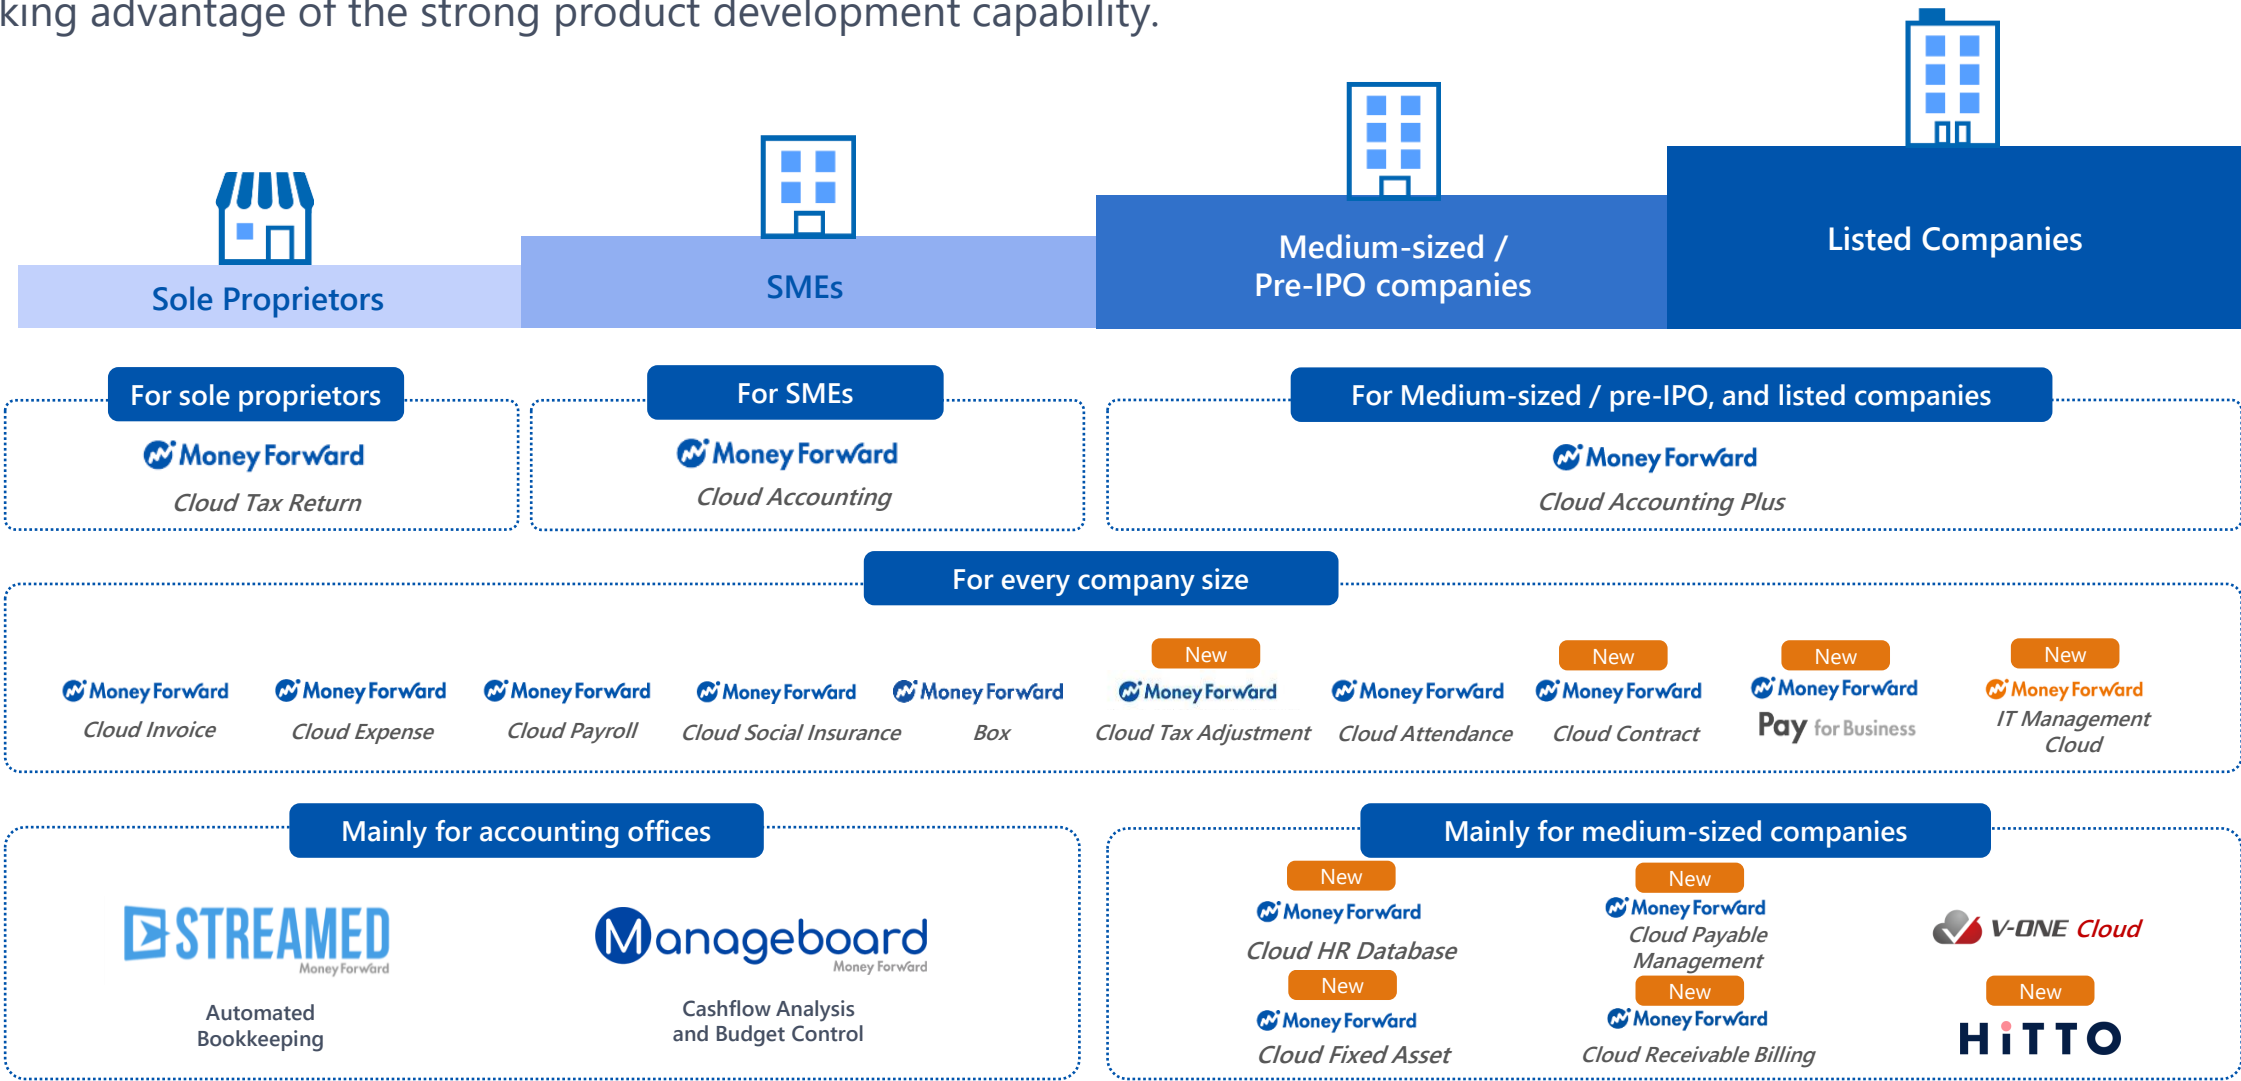 king advantage of the strong product development capability.
Sole Proprietors
SMEs
Medium-sized /
Pre-IPO companies
Listed Companies
For sole proprietors
Money Forward
Cloud Tax Return
For SMEs
Money Forward
Cloud Accounting
For Medium-sized / pre-IPO, and listed companies
Money Forward
Cloud Accounting Plus
For every company size
Money Forward
Cloud Invoice
Money Forward
Cloud Expense
Money Forward
Cloud Payroll
Money Forward
Cloud Social Insurance
Money Forward
Box
New
Money Forward
Cloud Tax Adjustment
Money Forward
Cloud Attendance
New
Money Forward
Cloud Contract
New
Money Forward
Pay for Business
New
Money Forward
IT Management
Cloud
Mainly for accounting offices
STREAMED
Money Forward
Automated
Bookkeeping
Manageboard
Money Forward
Cashflow Analysis
and Budget Control
Mainly for medium-sized companies
New
Money Forward
Cloud HR Database
New
Money Forward
Cloud Payable
Management
V-ONE Cloud
New
Money Forward
Cloud Fixed Asset
New
Money Forward
Cloud Receivable Billing
New
HiTTO